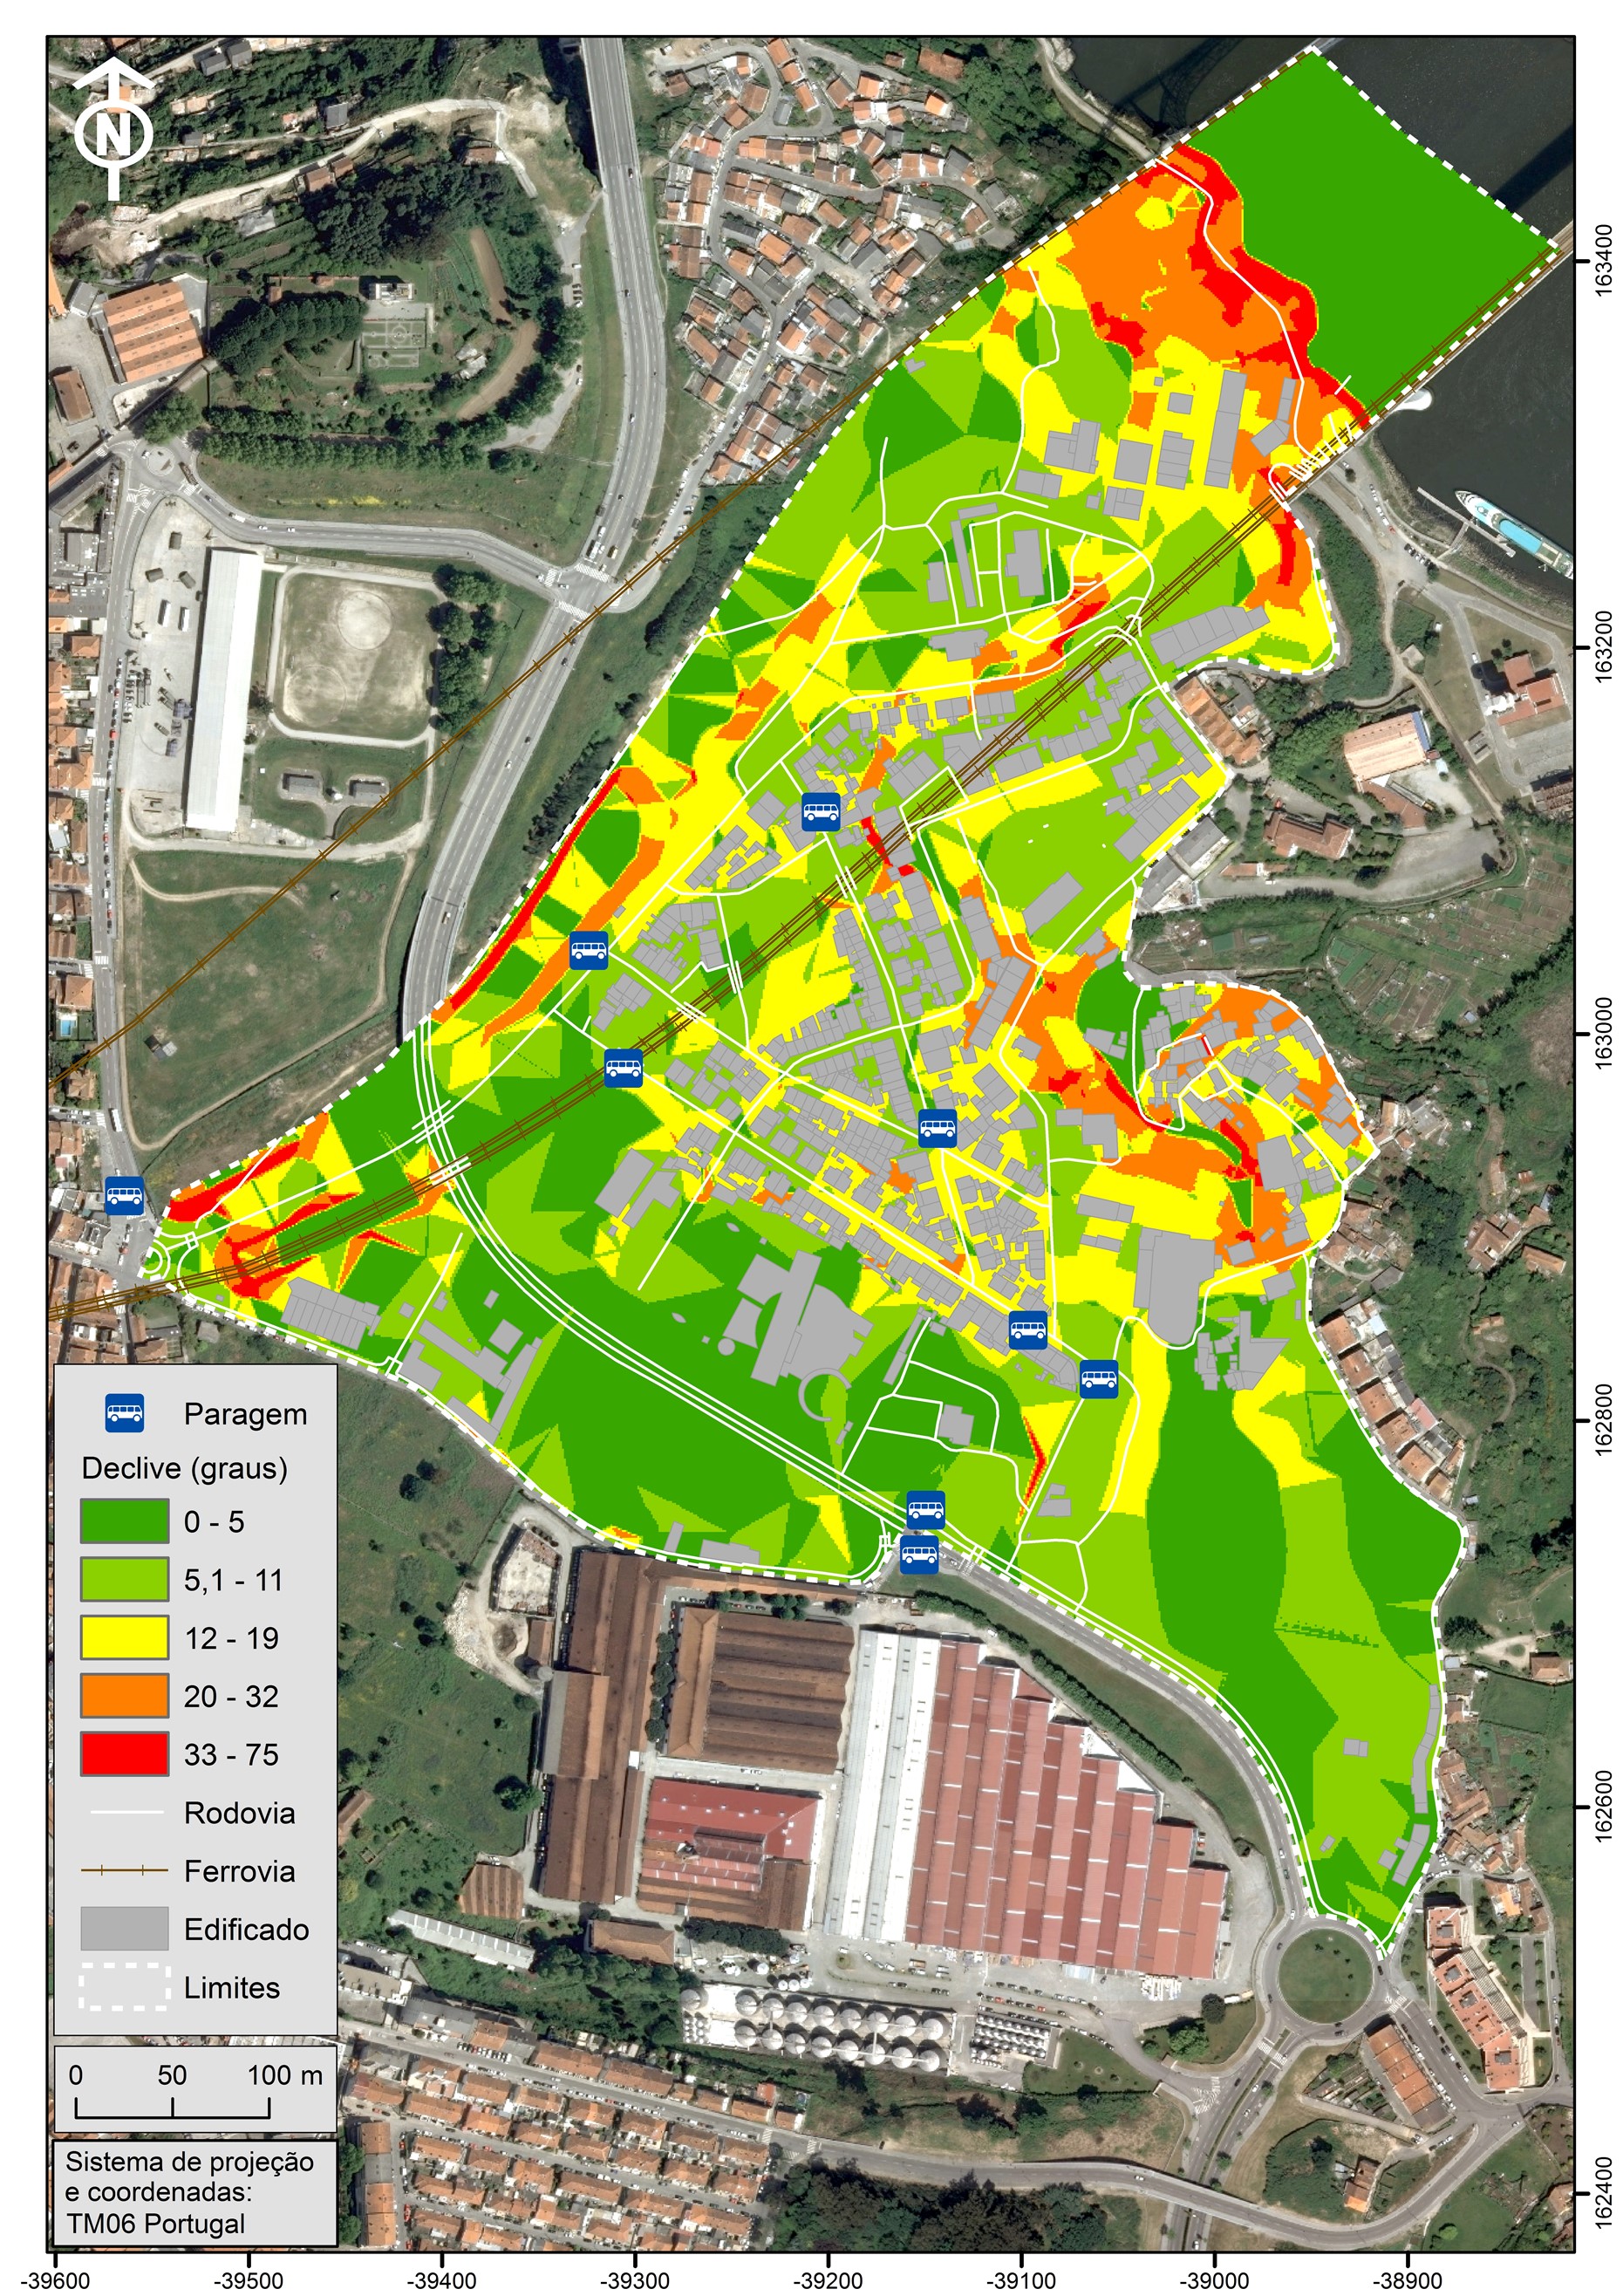 N
163400
163200
163000
162800
162600
162400
Paragem
Declive (graus)
0 - 5
5,1 - 11
12 - 19
20 - 32
33 - 75
Rodovia
Ferrovia
Edificado
Limites
0 50 100 m
Sistema de projeção
e coordenadas:
TM06 Portugal
-39600 -39500 -39400 -39300 -39200 -39100 -39000 -38900